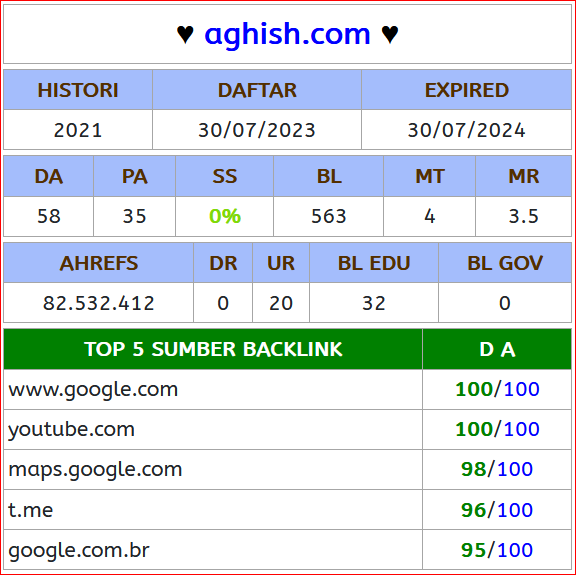 ♥ aghish.com ♥
HISTORI DAFTAR EXPIRED
2021 30/07/2023 30/07/2024
DA PA SS BL MT MR
58 35 0% 563 4 3.5
AHREFS DR UR BL EDU BL GOV
82.532.412 0 20 32 0
TOP 5 SUMBER BACKLINK D A
www.google.com 100/100
youtube.com 100/100
maps.google.com 98/100
t.me 96/100
google.com.br 95/100